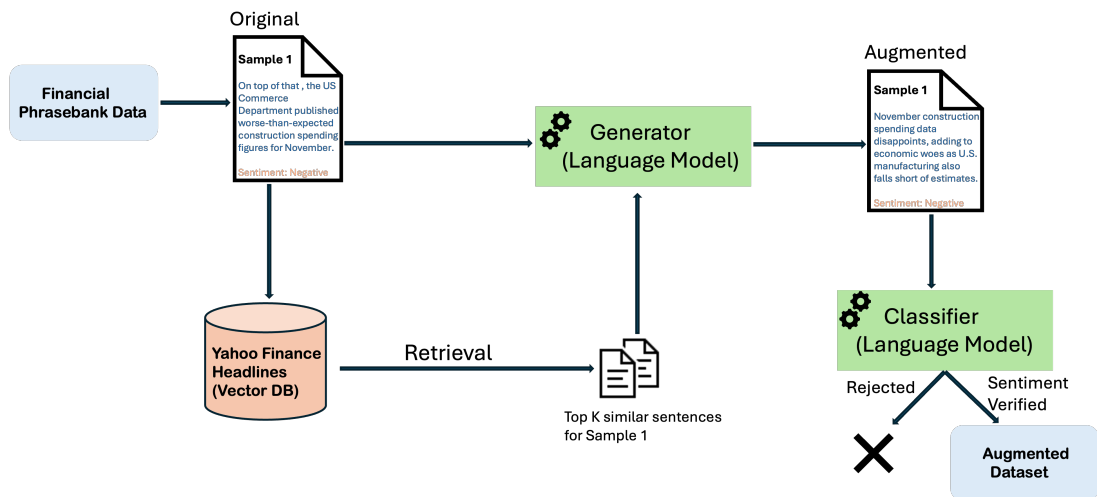 Original
Financial
Phrasebank Data
Sample 1
On top of that , the US
Commerce
Department published
worse-than-expected
construction spending
figures for November.
Sentiment: Negative
Generator
(Language Model)
Augmented
Sample 1
November construction
spending data
disappoints, adding to
economic woes as U.S.
manufacturing also
falls short of estimates.
Sentiment: Negative
Yahoo Finance
Headlines
(Vector DB)
Retrieval
Top K similar sentences
for Sample 1
Classifier
(Language Model)
Rejected
Sentiment
Verified
Augmented
Dataset